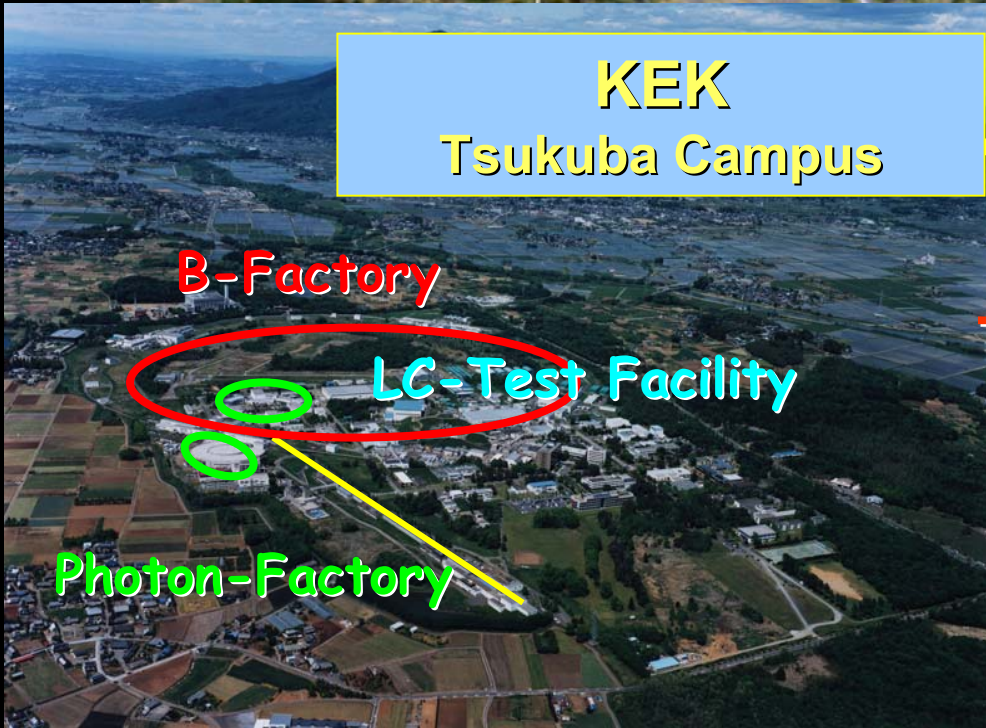 KEK
Tsukuba Campus
B-Factory
LC-Test Facility
Photon-Factory